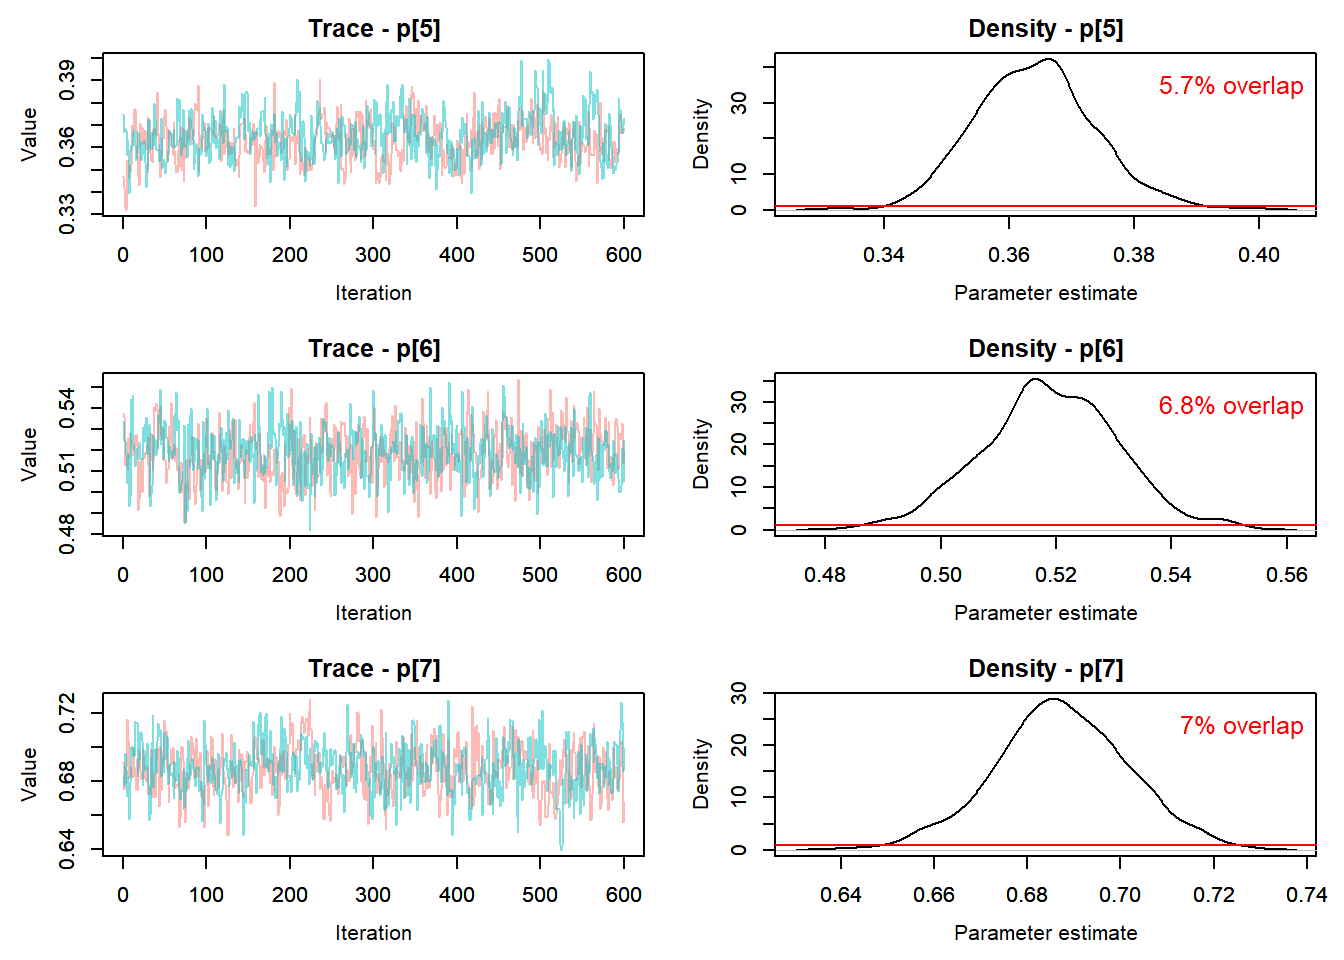 Trace - p[5]
Value
0.39
0.36
0.33
0 100 200 300 400 500 600
Iteration
Density - p[5]
5.7% overlap
Density
30
10
0
0.34 0.36 0.38 0.40
Parameter estimate
Trace - p[6]
Value
0.54
0.51
0.48
0 100 200 300 400 500 600
Iteration
Density - p[6]
6.8% overlap
Density
30
20
10
0
0.48 0.50 0.52 0.54 0.56
Parameter estimate
Trace - p[7]
Value
0.72
0.68
0.64
0 100 200 300 400 500 600
Iteration
Density - p[7]
7% overlap
Density
30
20
10
0
0.64 0.66 0.68 0.70 0.72 0.74
Parameter estimate